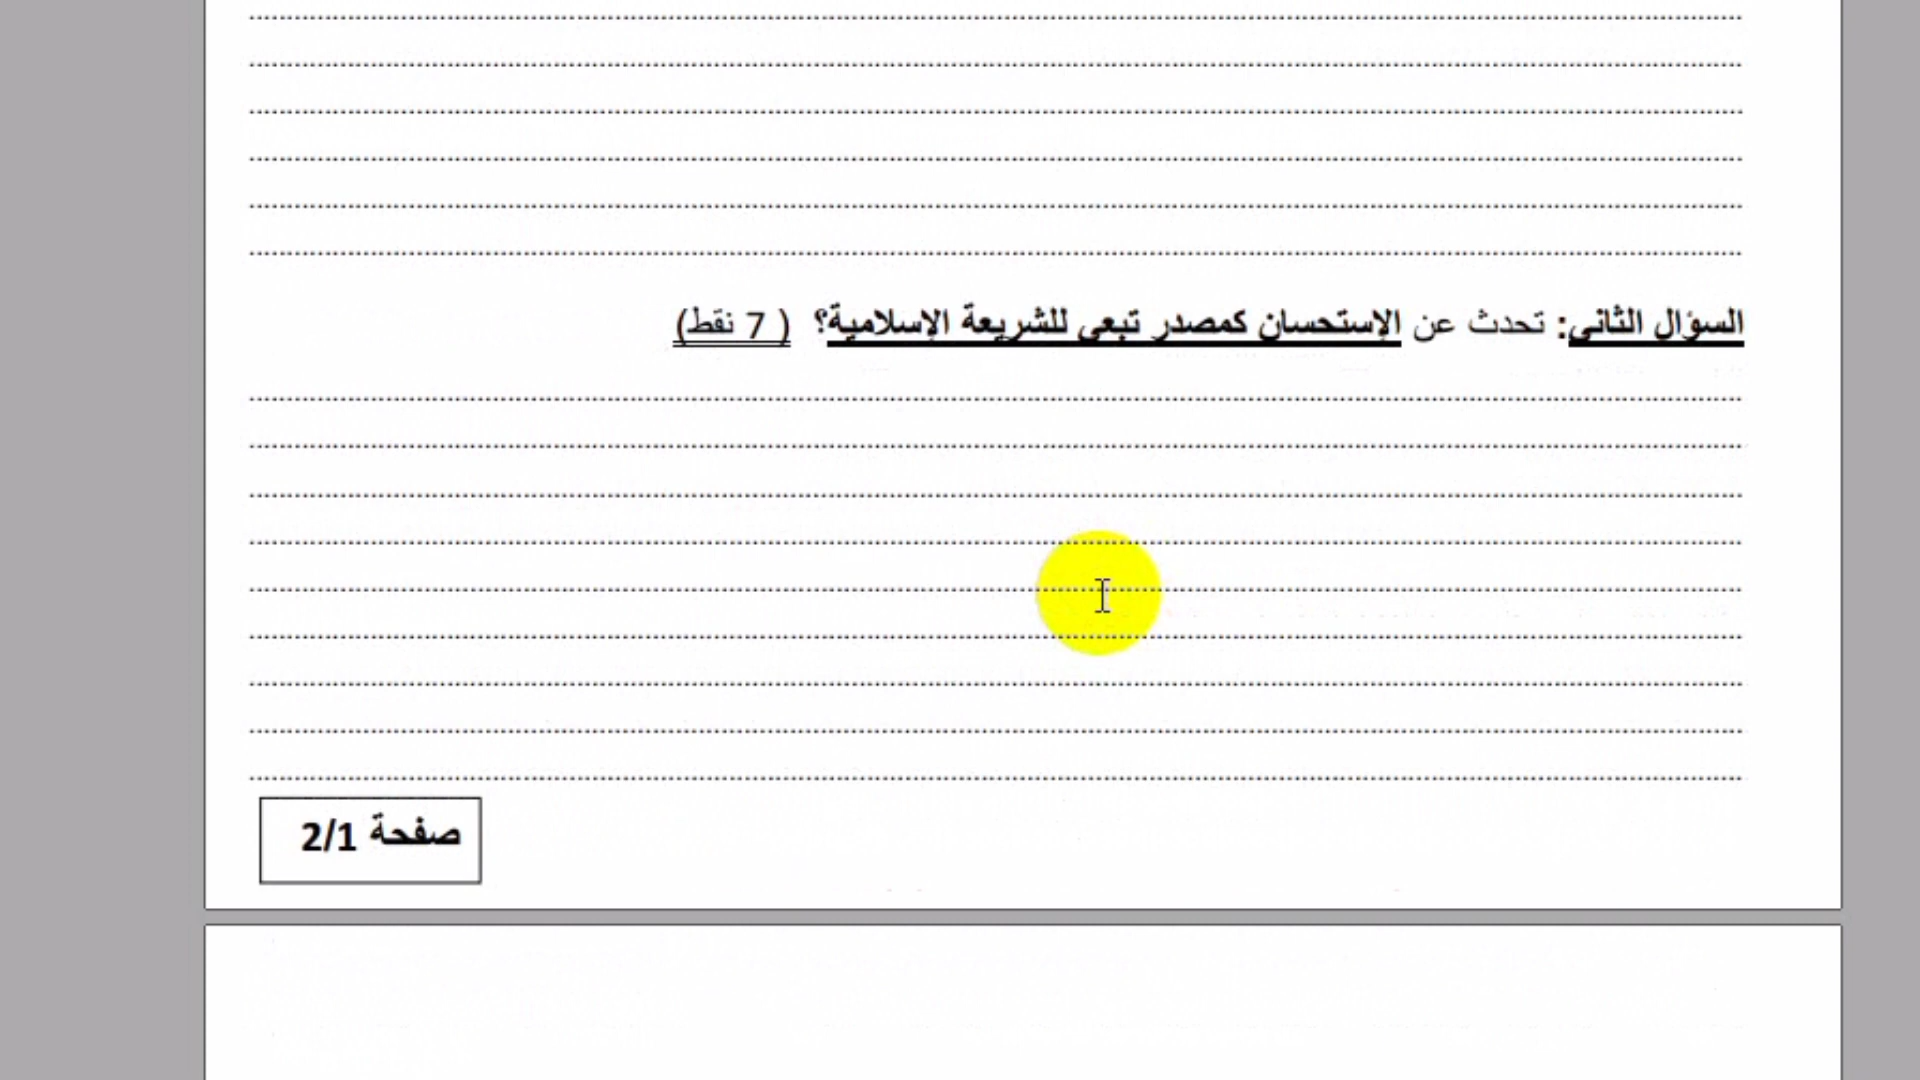 السؤال الثاني: تحدث عن الإستحسان كمصدر تبعي للشريعة الإسلامية؟ ( 7 نقط)
صفحة 2/1